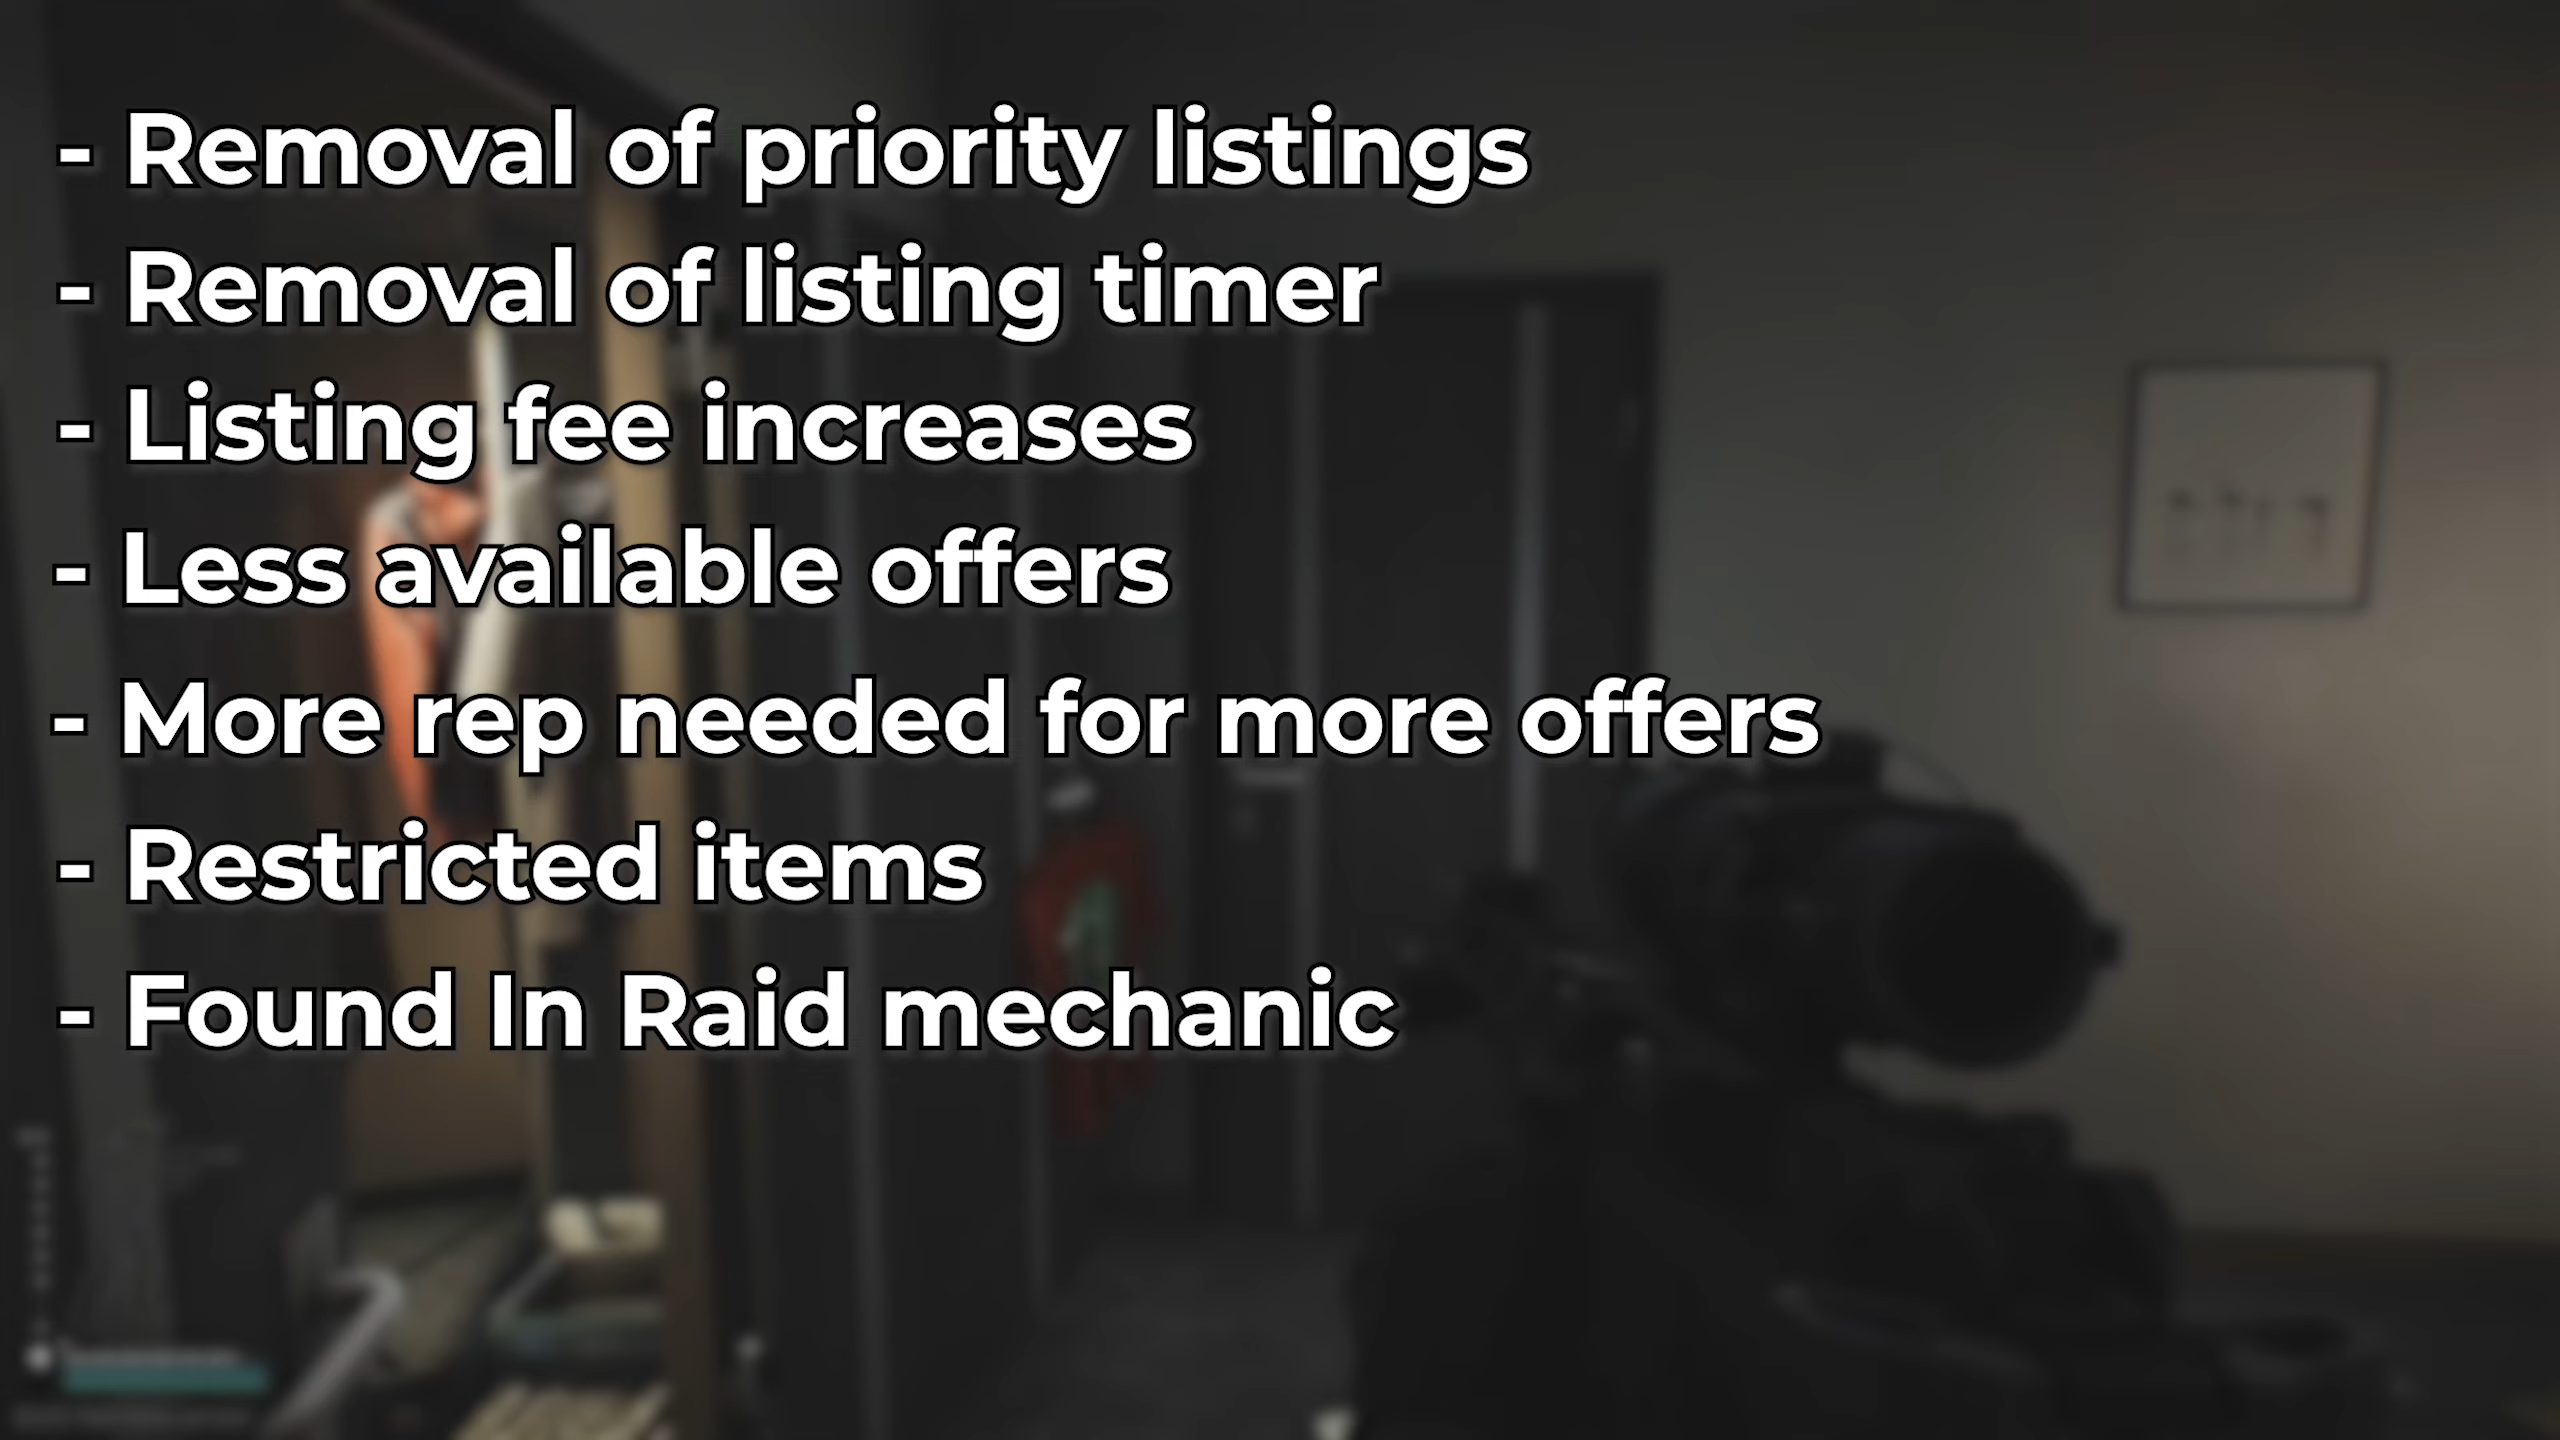 - Removal of priority listings
- Removal of listing timer
- Listing fee increases
- Less available offers
- More rep needed for more offers
- Restricted items
- Found In Raid mechanic